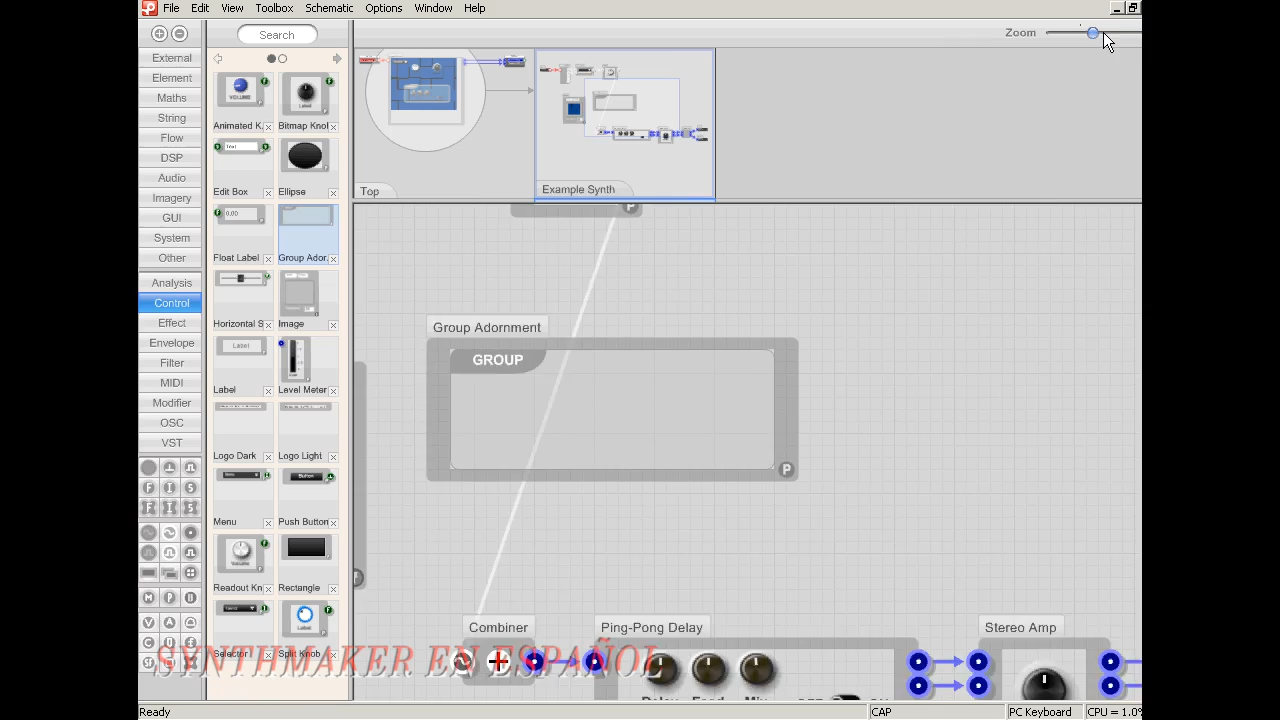 File Edit View Toolbox Schematic Options Window Help
Search
Zoom
External
Element
Maths
String
Flow
DSP
Audio
Imagery
GUI
System
Other
Analysis
Control
Effect
Envelope
Filter
MIDI
Modifier
OSC
VST
Animated K. Bitmap Knol
Edit Box Ellipse
Float Label Group Ador.
Horizontal S Image
Label Level Meter
Logo Dark Logo Light
Menu Push Button
Readout Kn Rectangle
Selector Split Knob
Top
Example Synth
Group Adornment
GROUP
P
Combiner
Ping-Pong Delay
Stereo Amp
SYNTHMAKER EN ESPAÑOL
Ready
CAP
PC Keyboard
CPU = 1.0%